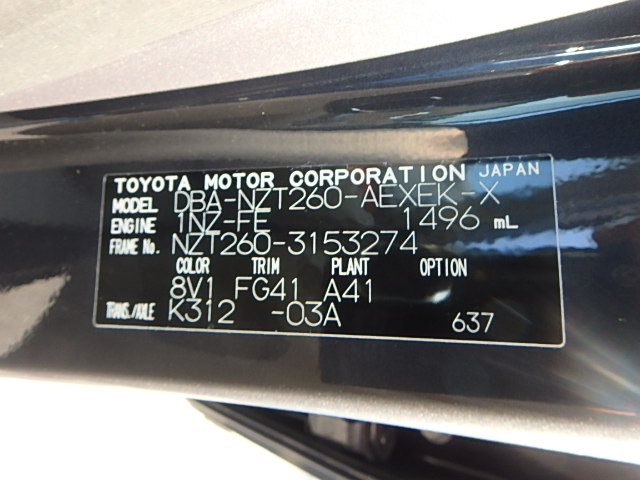 TOYOTA MOTOR CORPORATION JAPAN
MODEL DBA-NZT260-AEXEK-X
ENGINE 1NZ-FE 1496 mL
FRAME No. NZT260-3153274
COLOR TRIM PLANT OPTION
8V1 FG41 A41
TRANS./AXLE K312 -03A 637